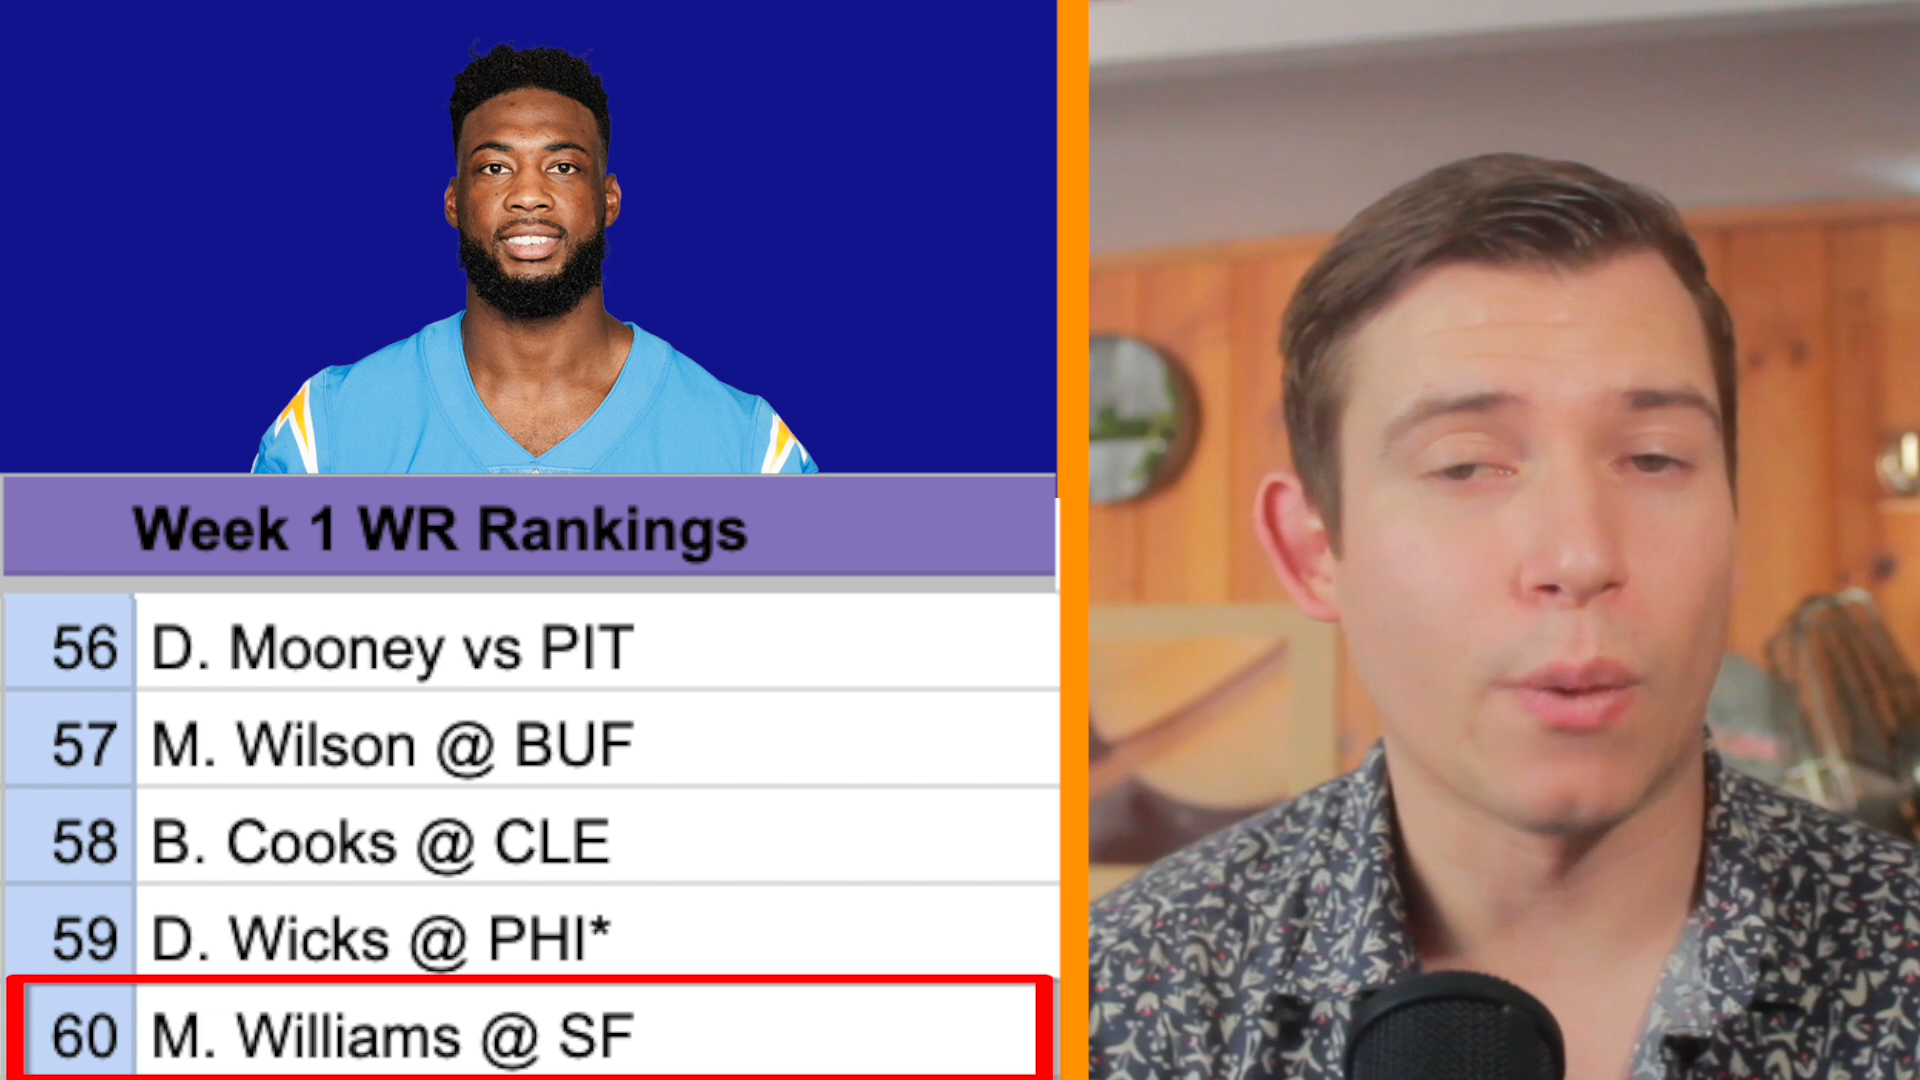 Week 1 WR Rankings
56 D. Mooney vs PIT
57 M. Wilson @ BUF
58 B. Cooks @ CLE
59 D. Wicks @ PHI*
60 M. Williams @ SF